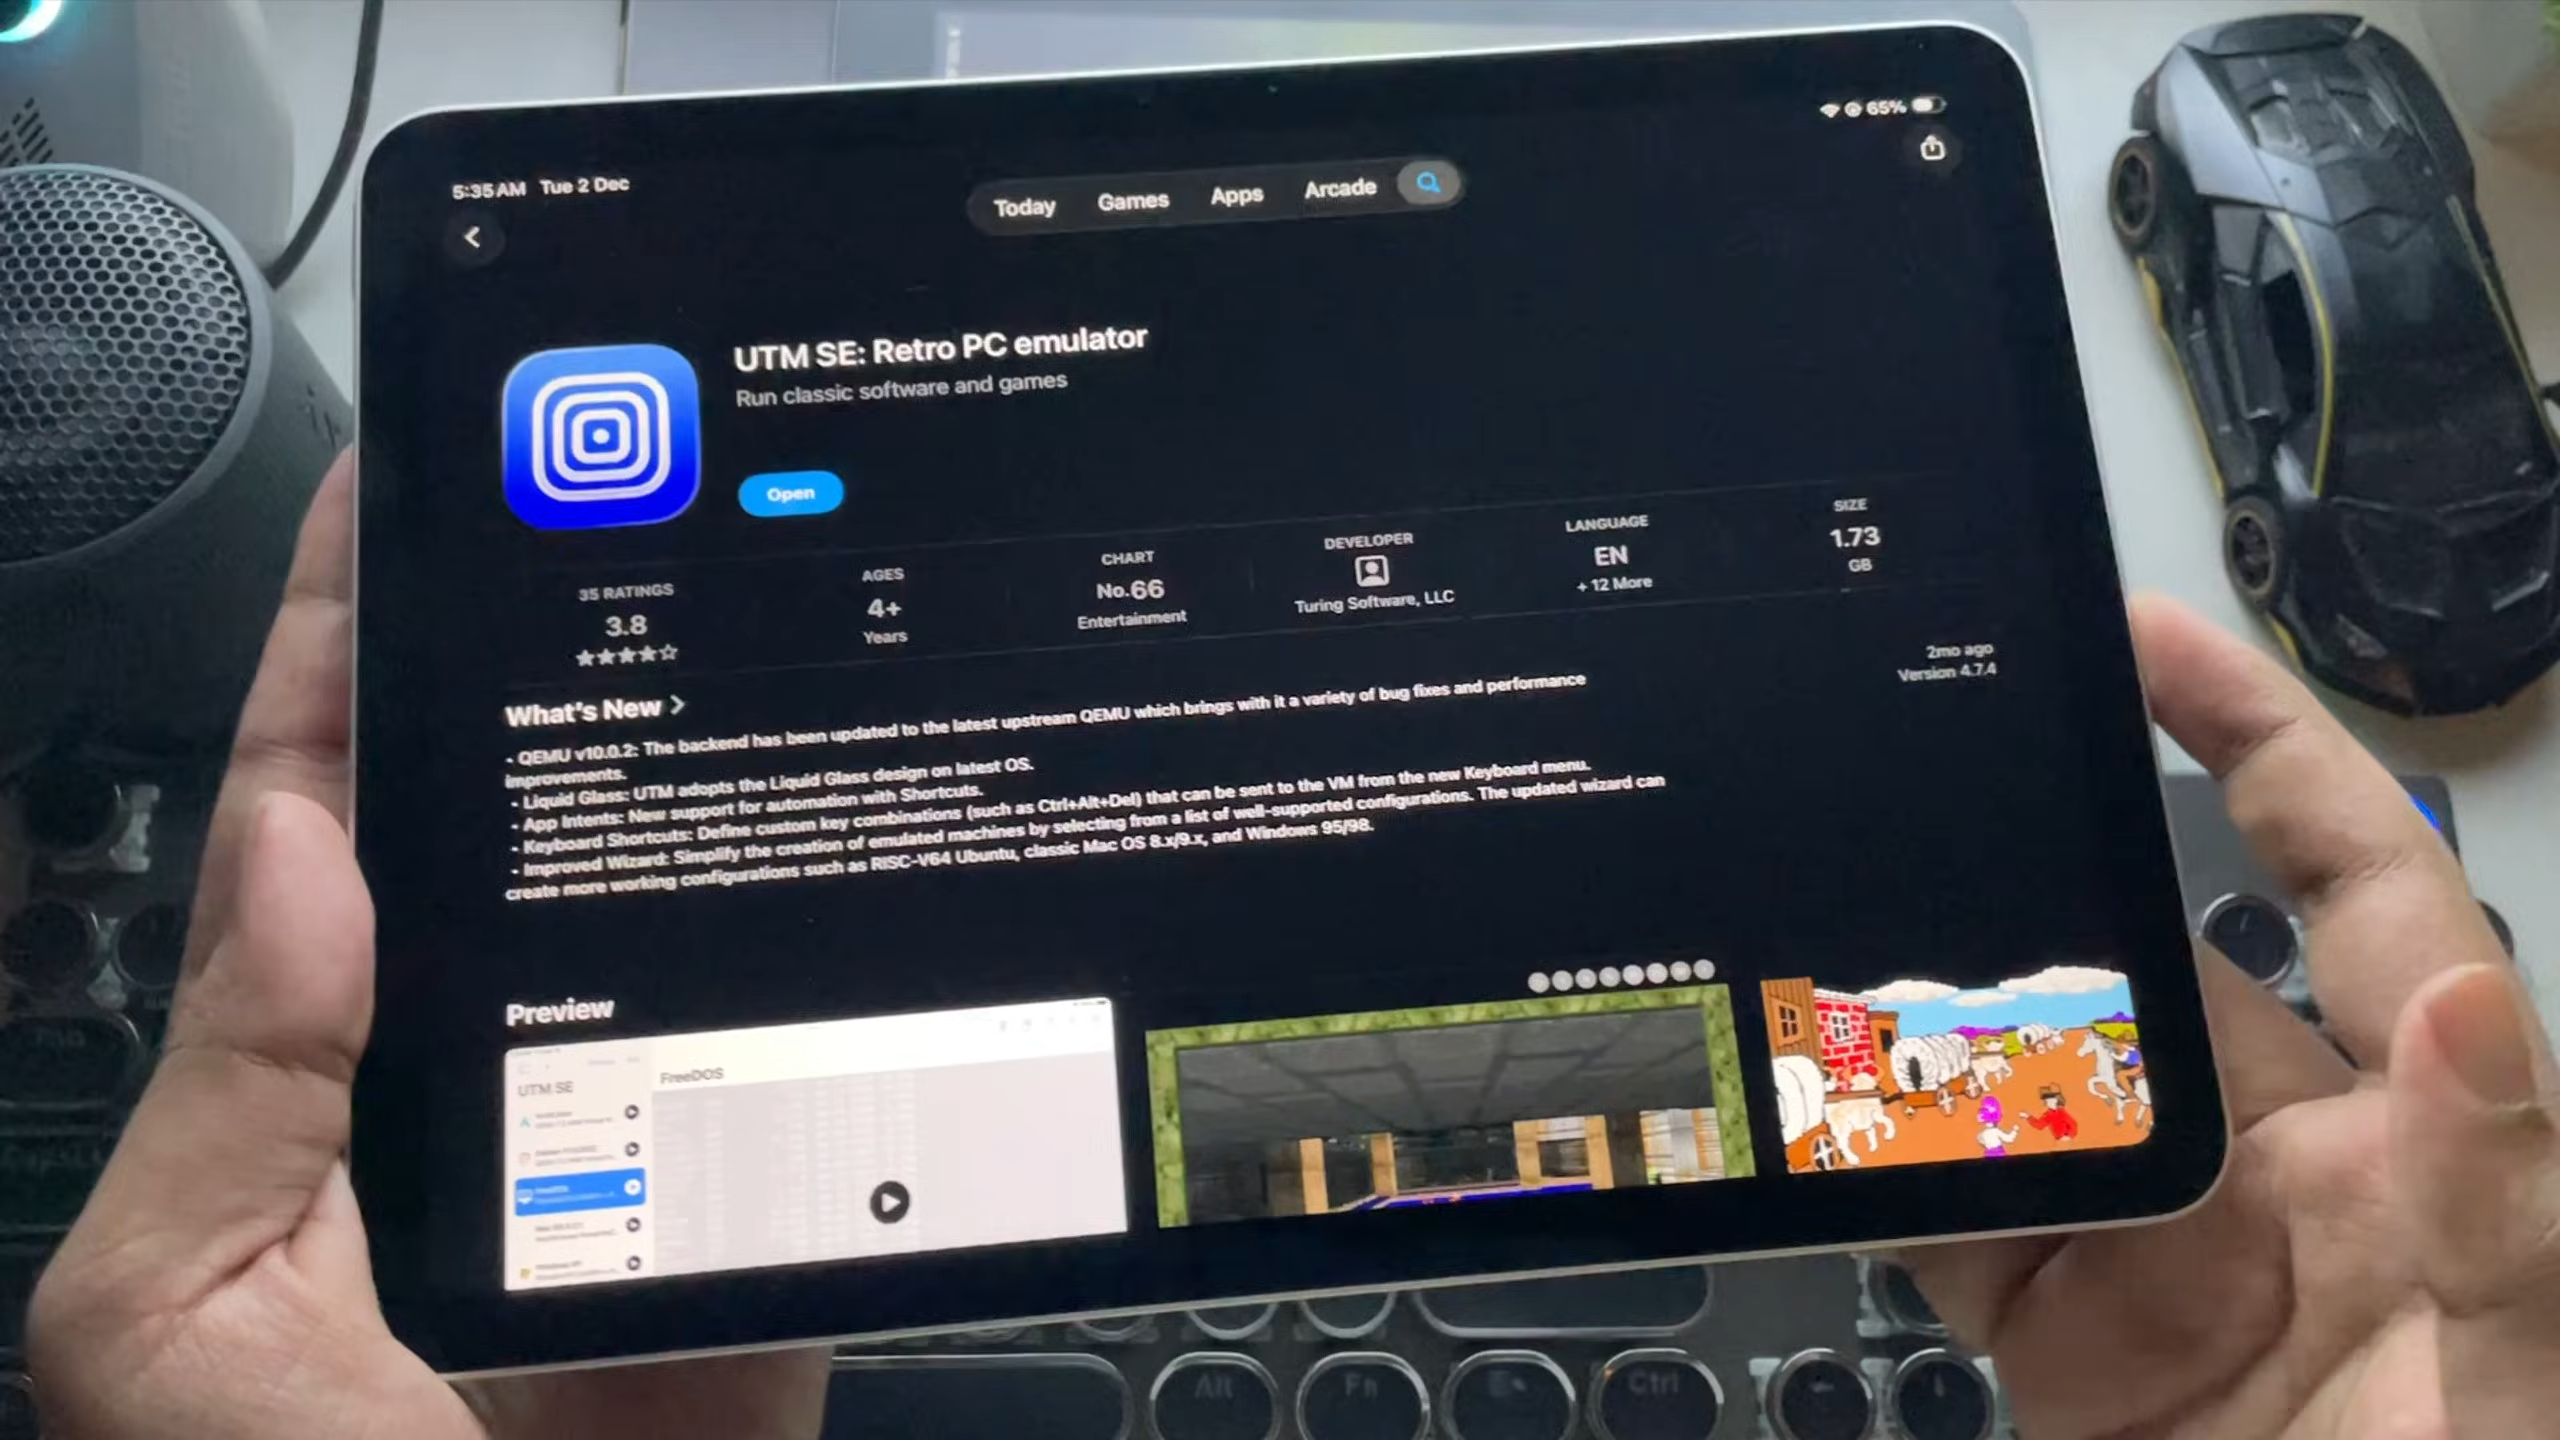 5:35 AM Tue 2 Dec
65%
Today Games Apps Arcade
UTM SE: Retro PC emulator
Run classic software and games
Open
35 RATINGS
3.8
★★★★☆
AGES
4+
Years
CHART
No.66
Entertainment
DEVELOPER
Turing Software, LLC
LANGUAGE
EN
+ 12 More
SIZE
1.73
GB
What's New
2mo ago
Version 4.7.4
• QEMU v10.0.2: The backend has been updated to the latest upstream QEMU which brings with it a variety of bug fixes and performance
improvements.
• Liquid Glass: UTM adopts the Liquid Glass design on latest OS.
• App Intents: New support for automation with Shortcuts.
• Keyboard Shortcuts: Define custom key combinations (such as Ctrl+Alt+Del) that can be sent to the VM from the new Keyboard menu.
• Improved Wizard: Simplify the creation of emulated machines by selecting from a list of well-supported configurations. The updated wizard can
create more working configurations such as RISC-V64 Ubuntu, classic Mac OS 8.x/9.x, and Windows 95/98.
Preview
UTM SE
FreeDOS
Alt
Fn
Ctrl